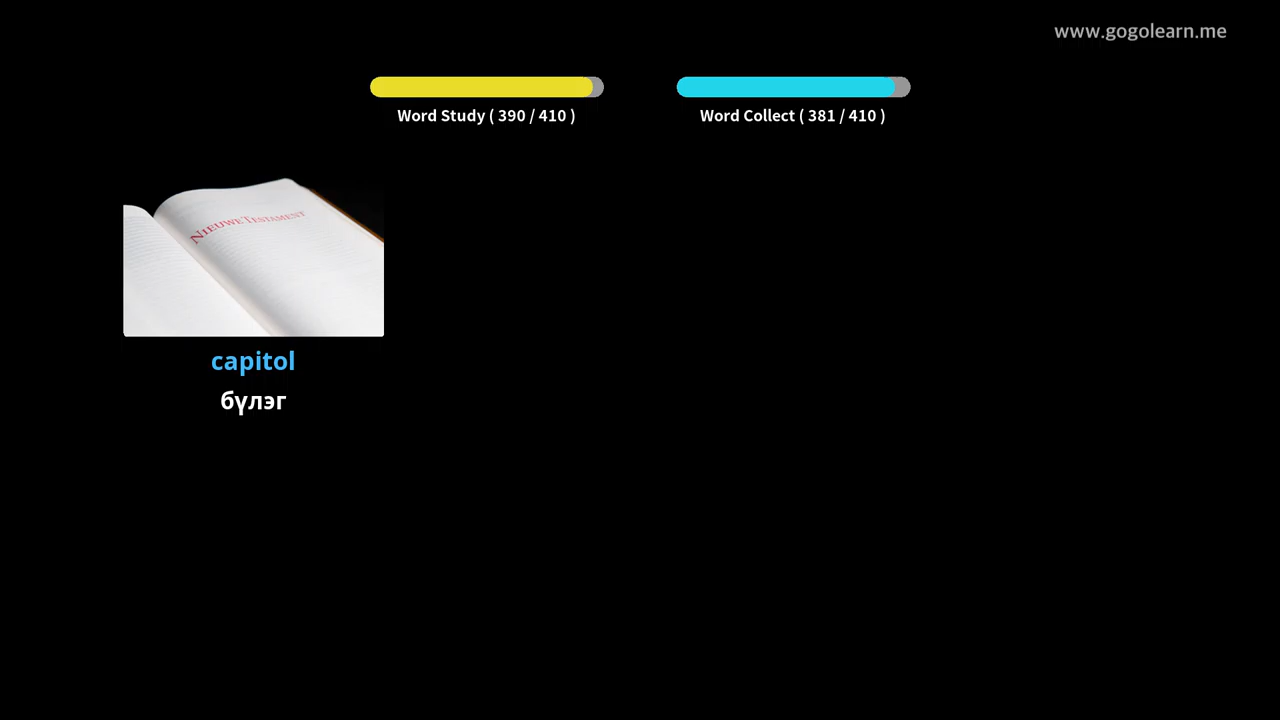 www.gogolearn.me
Word Study ( 390 / 410 )
Word Collect ( 381 / 410 )
NIEUWE TESTAMENT
capitol
бүлэг